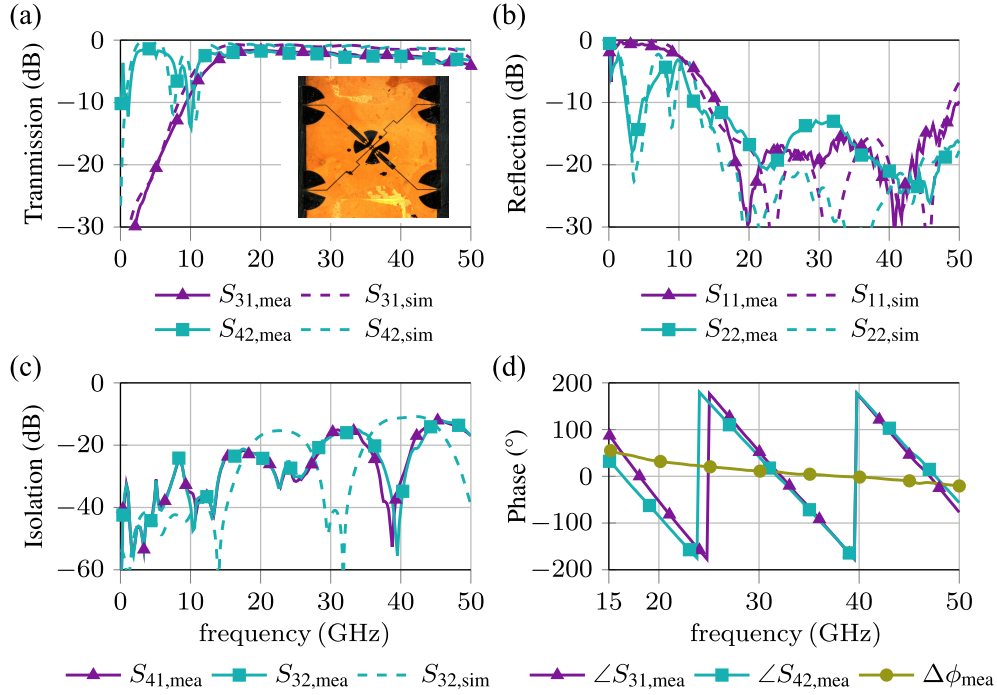 (a)
Tranmission (dB)
0
−10
−20
−30
0 10 20 30 40 50
S31,mea S31,sim
S42,mea S42,sim
(b)
Reflection (dB)
0
−10
−20
−30
0 10 20 30 40 50
S11,mea S11,sim
S22,mea S22,sim
(c)
Isolation (dB)
0
−20
−40
−60
0 10 20 30 40 50
frequency (GHz)
S41,mea S32,mea S32,sim
(d)
Phase (°)
200
100
0
−100
−200
15 20 30 40 50
frequency (GHz)
∠S31,mea ∠S42,mea Δϕmea